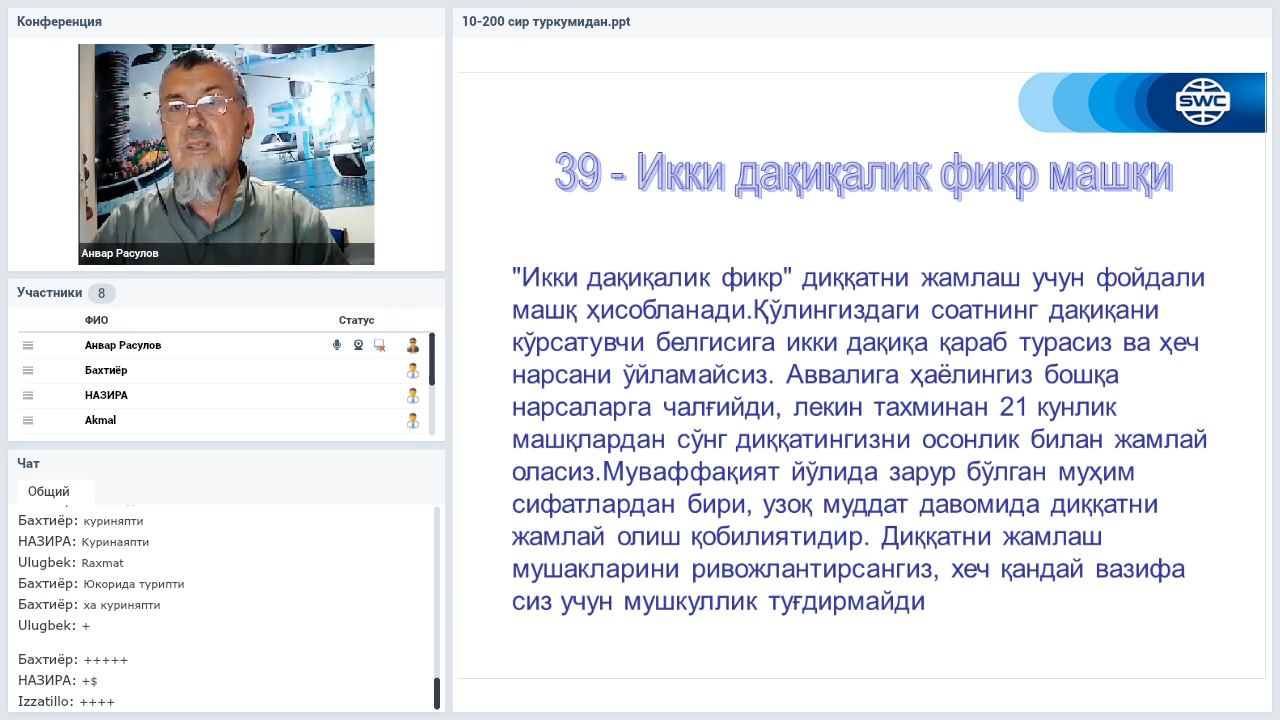 Конференция
Анвар Расулов
Участники 8
ФИО Статус
Анвар Расулов
Бахтиёр
НАЗИРА
Akmal
Чат
Общий
Бахтиёр: куриняпти
НАЗИРА: Куринаяпти
Ulugbek: Raxmat
Бахтиёр: Юкорида турипти
Бахтиёр: ха куриняпти
Ulugbek: +
Бахтиёр: +++++
НАЗИРА: +$
Izzatillo: ++++
10-200 сир туркумидан.ppt
SWC
39 - Икки дақиқалик фикр машқи
"Икки дақиқалик фикр" диққатни жамлаш учун фойдали
машқ ҳисобланади.Қўлингиздаги соатнинг дақиқани
кўрсатувчи белгисига икки дақиқа қараб турасиз ва ҳеч
нарсани ўйламайсиз. Аввалига ҳаёлингиз бошқа
нарсаларга чалғийди, лекин тахминан 21 кунлик
машқлардан сўнг диққатингизни осонлик билан жамлай
оласиз.Муваффақият йўлида зарур бўлган муҳим
сифатлардан бири, узоқ муддат давомида диққатни
жамлай олиш қобилиятидир. Диққатни жамлаш
мушакларини ривожлантирсангиз, хеч қандай вазифа
сиз учун мушкуллик туғдирмайди